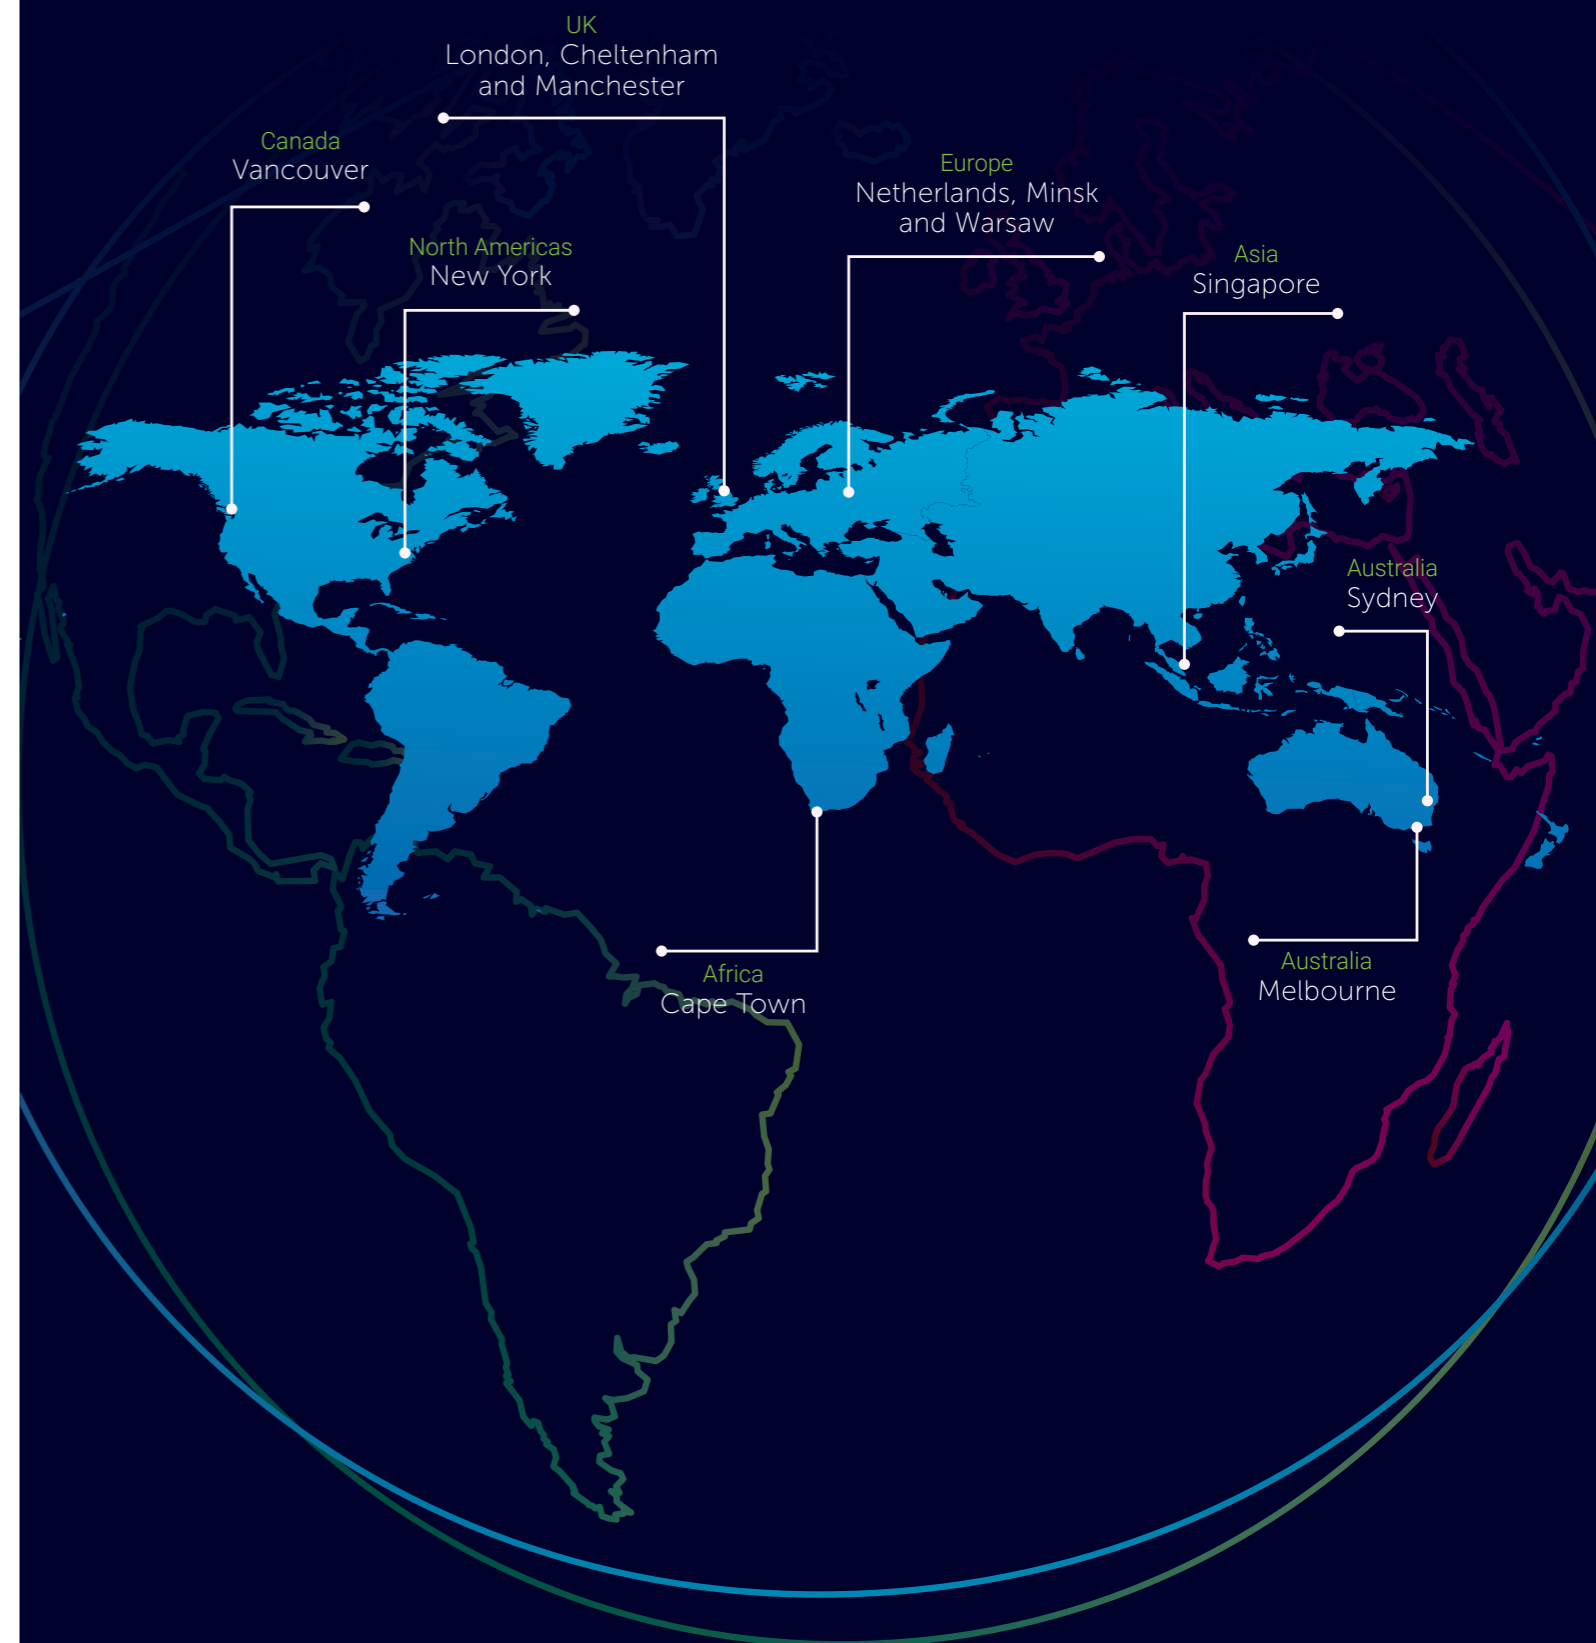 UK
London, Cheltenham
and Manchester
Canada
Vancouver
Europe
Netherlands, Minsk
and Warsaw
North Americas
New York
Asia
Singapore
Australia
Sydney
Africa
Cape Town
Australia
Melbourne